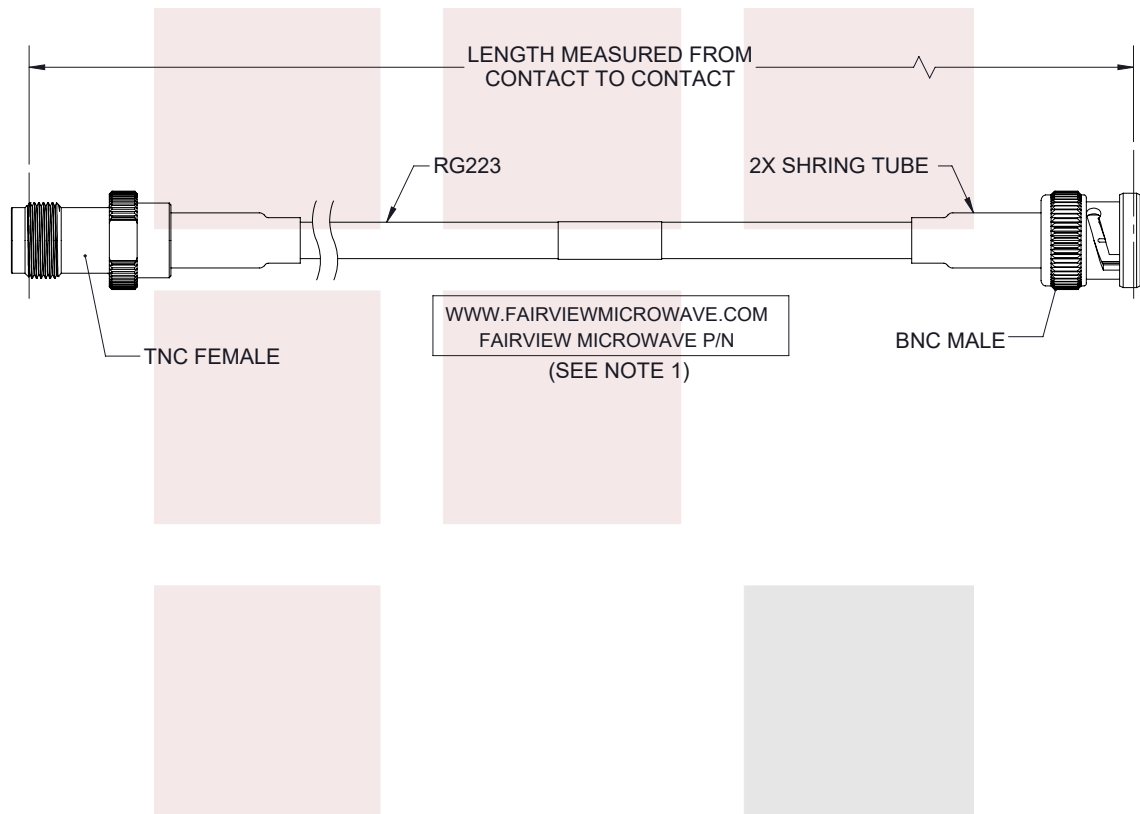 LENGTH MEASURED FROM
CONTACT TO CONTACT
RG223
2X SHRING TUBE
WWW.FAIRVIEWMICROWAVE.COM
FAIRVIEW MICROWAVE P/N
(SEE NOTE 1)
TNC FEMALE
BNC MALE